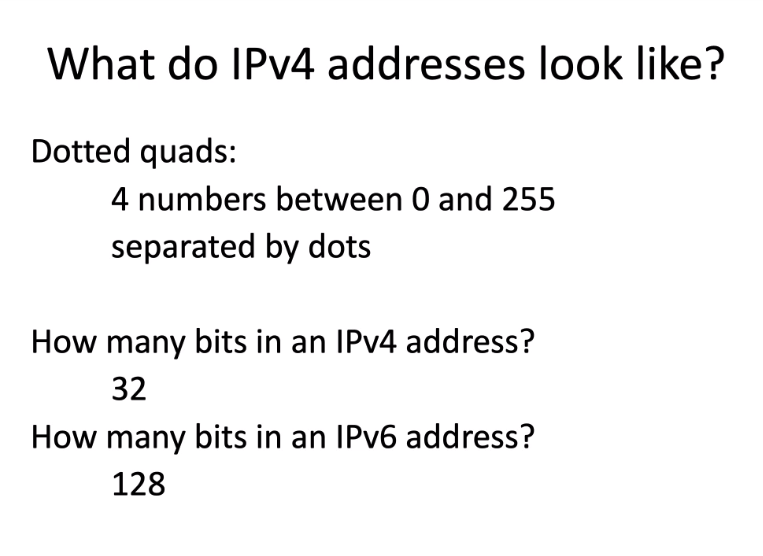 What do IPv4 addresses look like?
Dotted quads:
4 numbers between 0 and 255
separated by dots
How many bits in an IPv4 address?
32
How many bits in an IPv6 address?
128